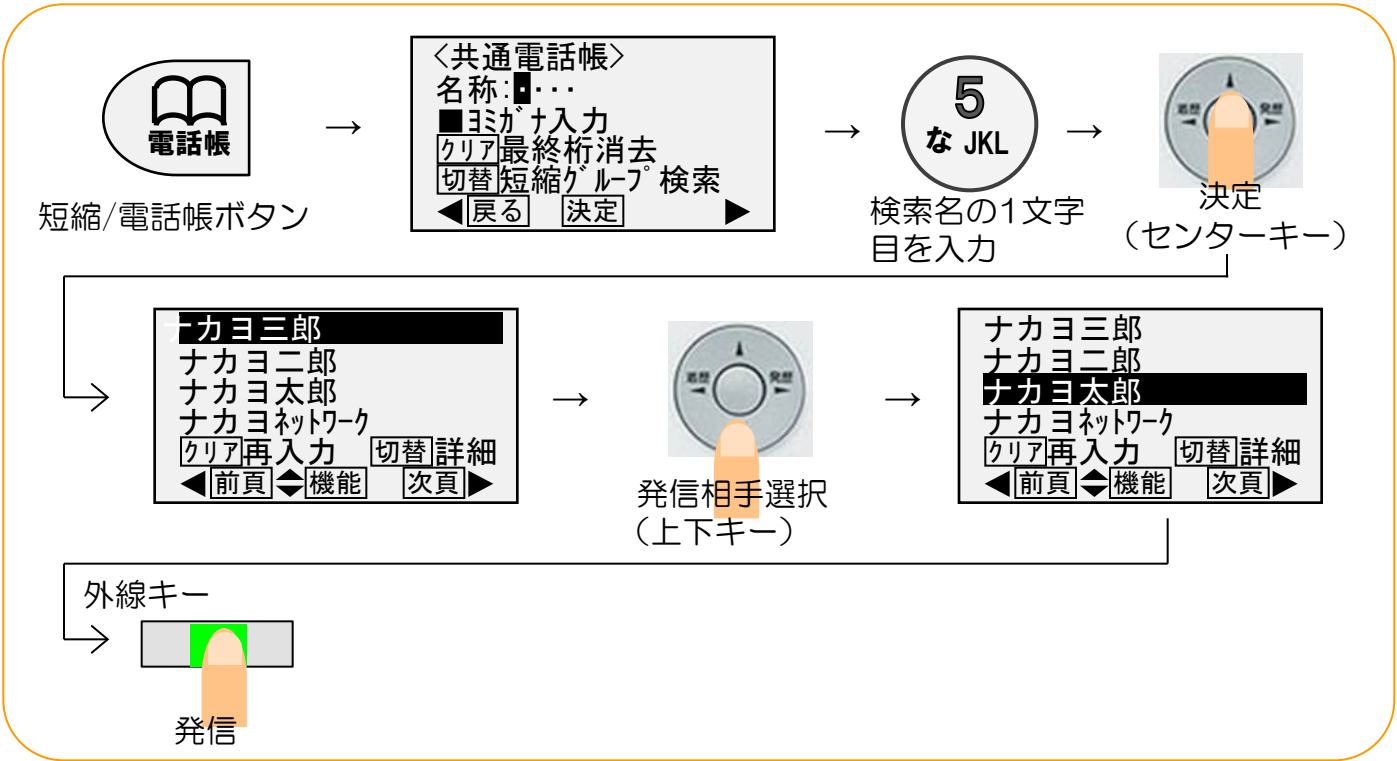 電話帳
短縮/電話帳ボタン
→
<共通電話帳>
名称:▪···
■ﾖﾐｶﾞﾅ入力
ｸﾘｱ最終桁消去
切替短縮ｸﾞﾙｰﾌﾟ検索
◀戻る 決定 ▶
→
5
な JKL
検索名の1文字
目を入力
→
着歴 発歴
決定
（センターキー）
ナカヨ三郎
ナカヨ二郎
ナカヨ太郎
ナカヨﾈｯﾄﾜｰｸ
ｸﾘｱ再入力 切替詳細
◀前頁◆機能 次頁▶
→
着歴 発歴
発信相手選択
（上下キー）
→
ナカヨ三郎
ナカヨ二郎
ナカヨ太郎
ナカヨﾈｯﾄﾜｰｸ
ｸﾘｱ再入力 切替詳細
◀前頁◆機能 次頁▶
外線キー
発信